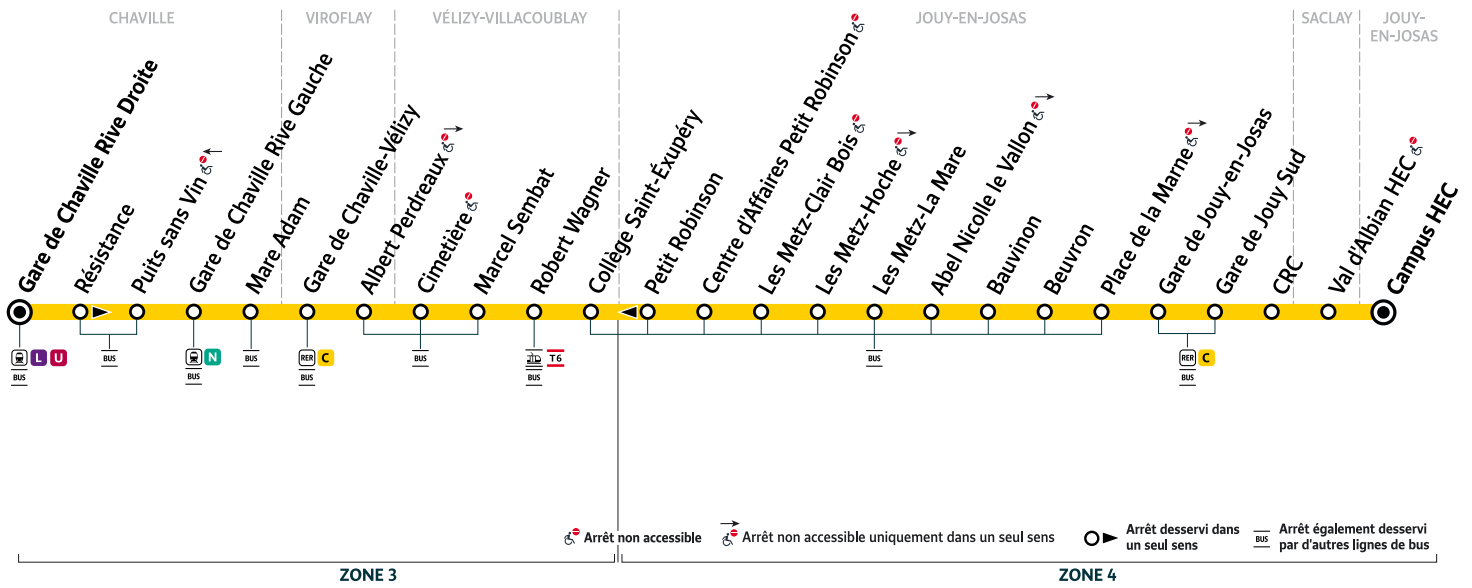 CHAVILLE
VIROFLAY
VÉLIZY-VILLACOUBLAY
JOUY-EN-JOSAS
SACLAY
JOUY-
EN-JOSAS
Gare de Chaville Rive Droite
Résistance
Puits sans Vin
Gare de Chaville Rive Gauche
Mare Adam
Gare de Chaville-Vélizy
Albert Perdreaux
Cimetière
Marcel Sembat
Robert Wagner
Collège Saint-Éxupéry
Petit Robinson
Centre d'Affaires Petit Robinson
Les Metz-Clair Bois
Les Metz-Hoche
Les Metz-La Mare
Abel Nicolle le Vallon
Bauvinon
Beuvron
Place de la Marne
Gare de Jouy-en-Josas
Gare de Jouy Sud
CRC
Val d'Albian HEC
Campus HEC
L U
BUS
BUS
N
BUS
BUS
RER C
BUS
BUS
T6
BUS
BUS
RER C
BUS
Arrêt non accessible
Arrêt non accessible uniquement dans un seul sens
Arrêt desservi dans
un seul sens
BUS
Arrêt également desservi
par d'autres lignes de bus
ZONE 3
ZONE 4